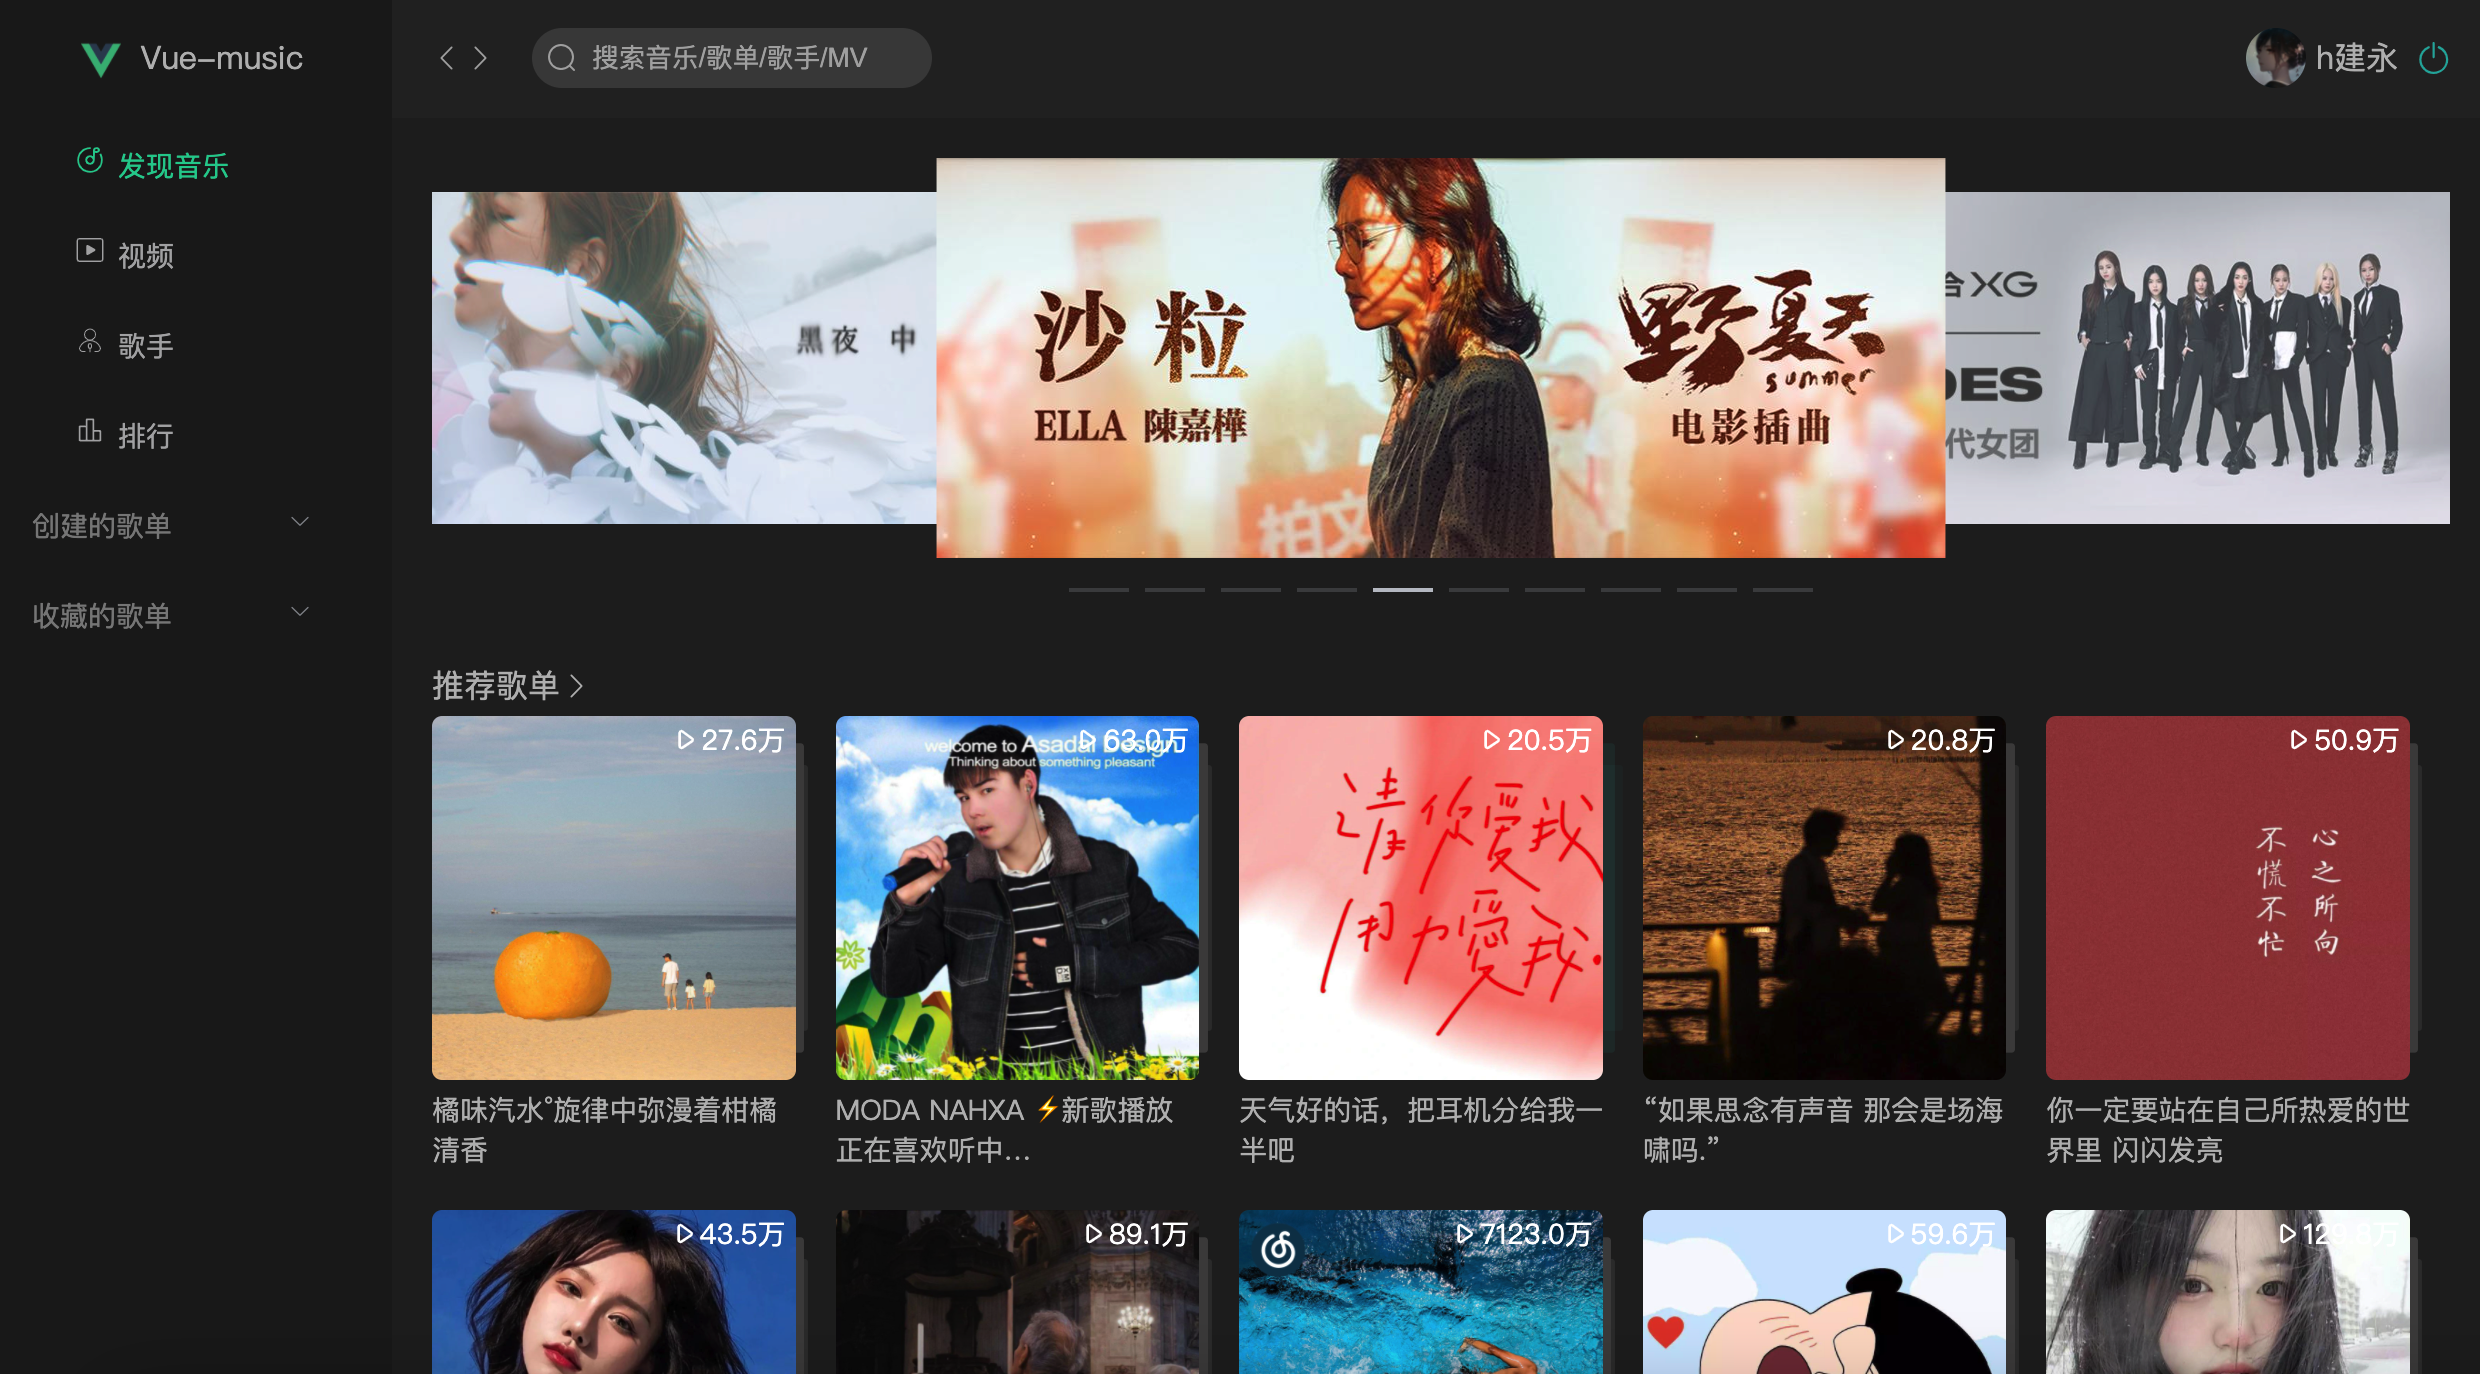 Vue-music
搜索音乐/歌单/歌手/MV
h建永
发现音乐
视频
歌手
排行
创建的歌单
收藏的歌单
黑夜 中
沙粒
ELLA 陳嘉樺
野夏天
summer
电影插曲
柏文
合XG
DES
代女团
推荐歌单
27.6万
橘味汽水°旋律中弥漫着柑橘
清香
welcome to Asadal Design
63.0万
Thinking about something pleasant
MODA NAHXA ⚡新歌播放
正在喜欢听中...
20.5万
请你爱我
用力愛我.
天气好的话，把耳机分给我一
半吧
20.8万
“如果思念有声音 那会是场海
啸吗.”
50.9万
心之所向
不慌不忙
你一定要站在自己所热爱的世
界里 闪闪发亮
43.5万
89.1万
7123.0万
59.6万